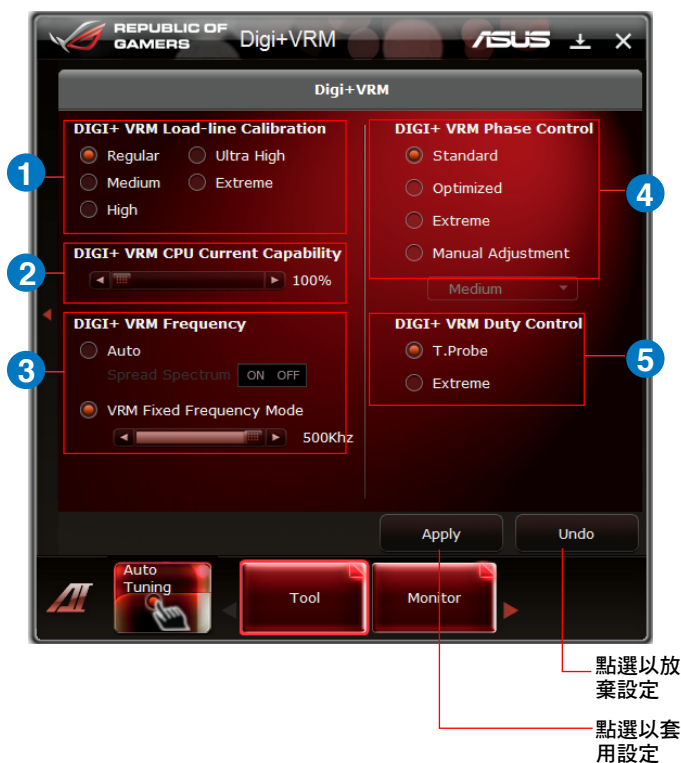 REPUBLIC OF
GAMERS
Digi+VRM
ASUS
Digi+VRM
DIGI+ VRM Load-line Calibration
Regular
Ultra High
Medium
Extreme
High
1
DIGI+ VRM CPU Current Capability
100%
2
DIGI+ VRM Frequency
Auto
Spread Spectrum ON OFF
VRM Fixed Frequency Mode
500Khz
3
DIGI+ VRM Phase Control
Standard
Optimized
Extreme
Manual Adjustment
Medium
4
DIGI+ VRM Duty Control
T.Probe
Extreme
5
Apply
Undo
AI
Auto
Tuning
Tool
Monitor
點選以放
棄設定
點選以套
用設定